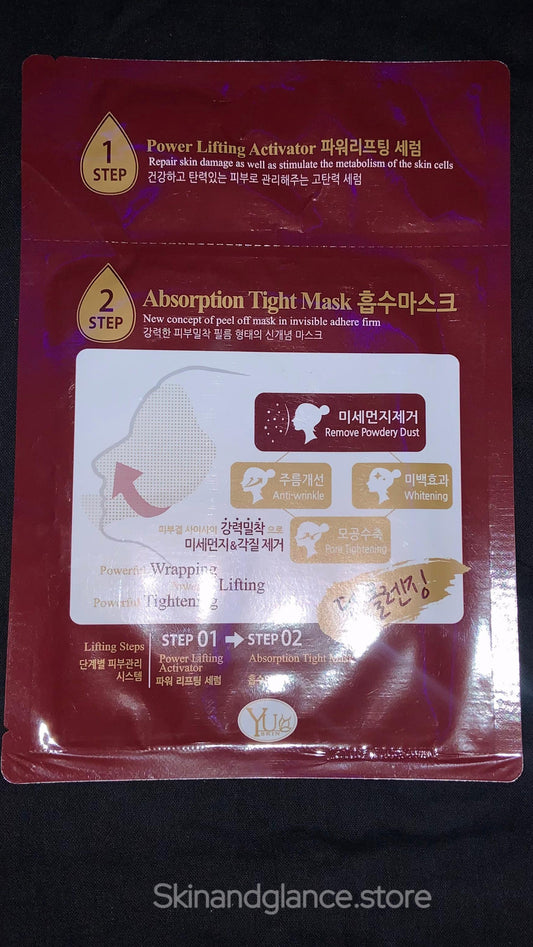 1
STEP
Power Lifting Activator 파워리프팅 세럼
Repair skin damage as well as stimulate the metabolism of the skin cells
건강하고 탄력있는 피부로 관리해주는 고탄력 세럼
2
STEP
Absorption Tight Mask 흡수마스크
New concept of peel off mask in invisible adhere firm
강력한 피부밀착 필름 형태의 신개념 마스크
미세먼지제거
Remove Powdery Dust
주름개선
Anti-wrinkle
미백효과
Whitening
피부결 사이사이 강력밀착으로
미세먼지&각질 제거
모공수축
Pore Tightening
Powerful Wrapping
Lifting
Powerful Tightening
클렌징
Lifting Steps
단계별 피부관리
시스템
STEP 01 → STEP 02
Power Lifting
Activator
파워 리프팅 세럼
Absorption Tight Mask
YU
SKIN
Skinandglance.store